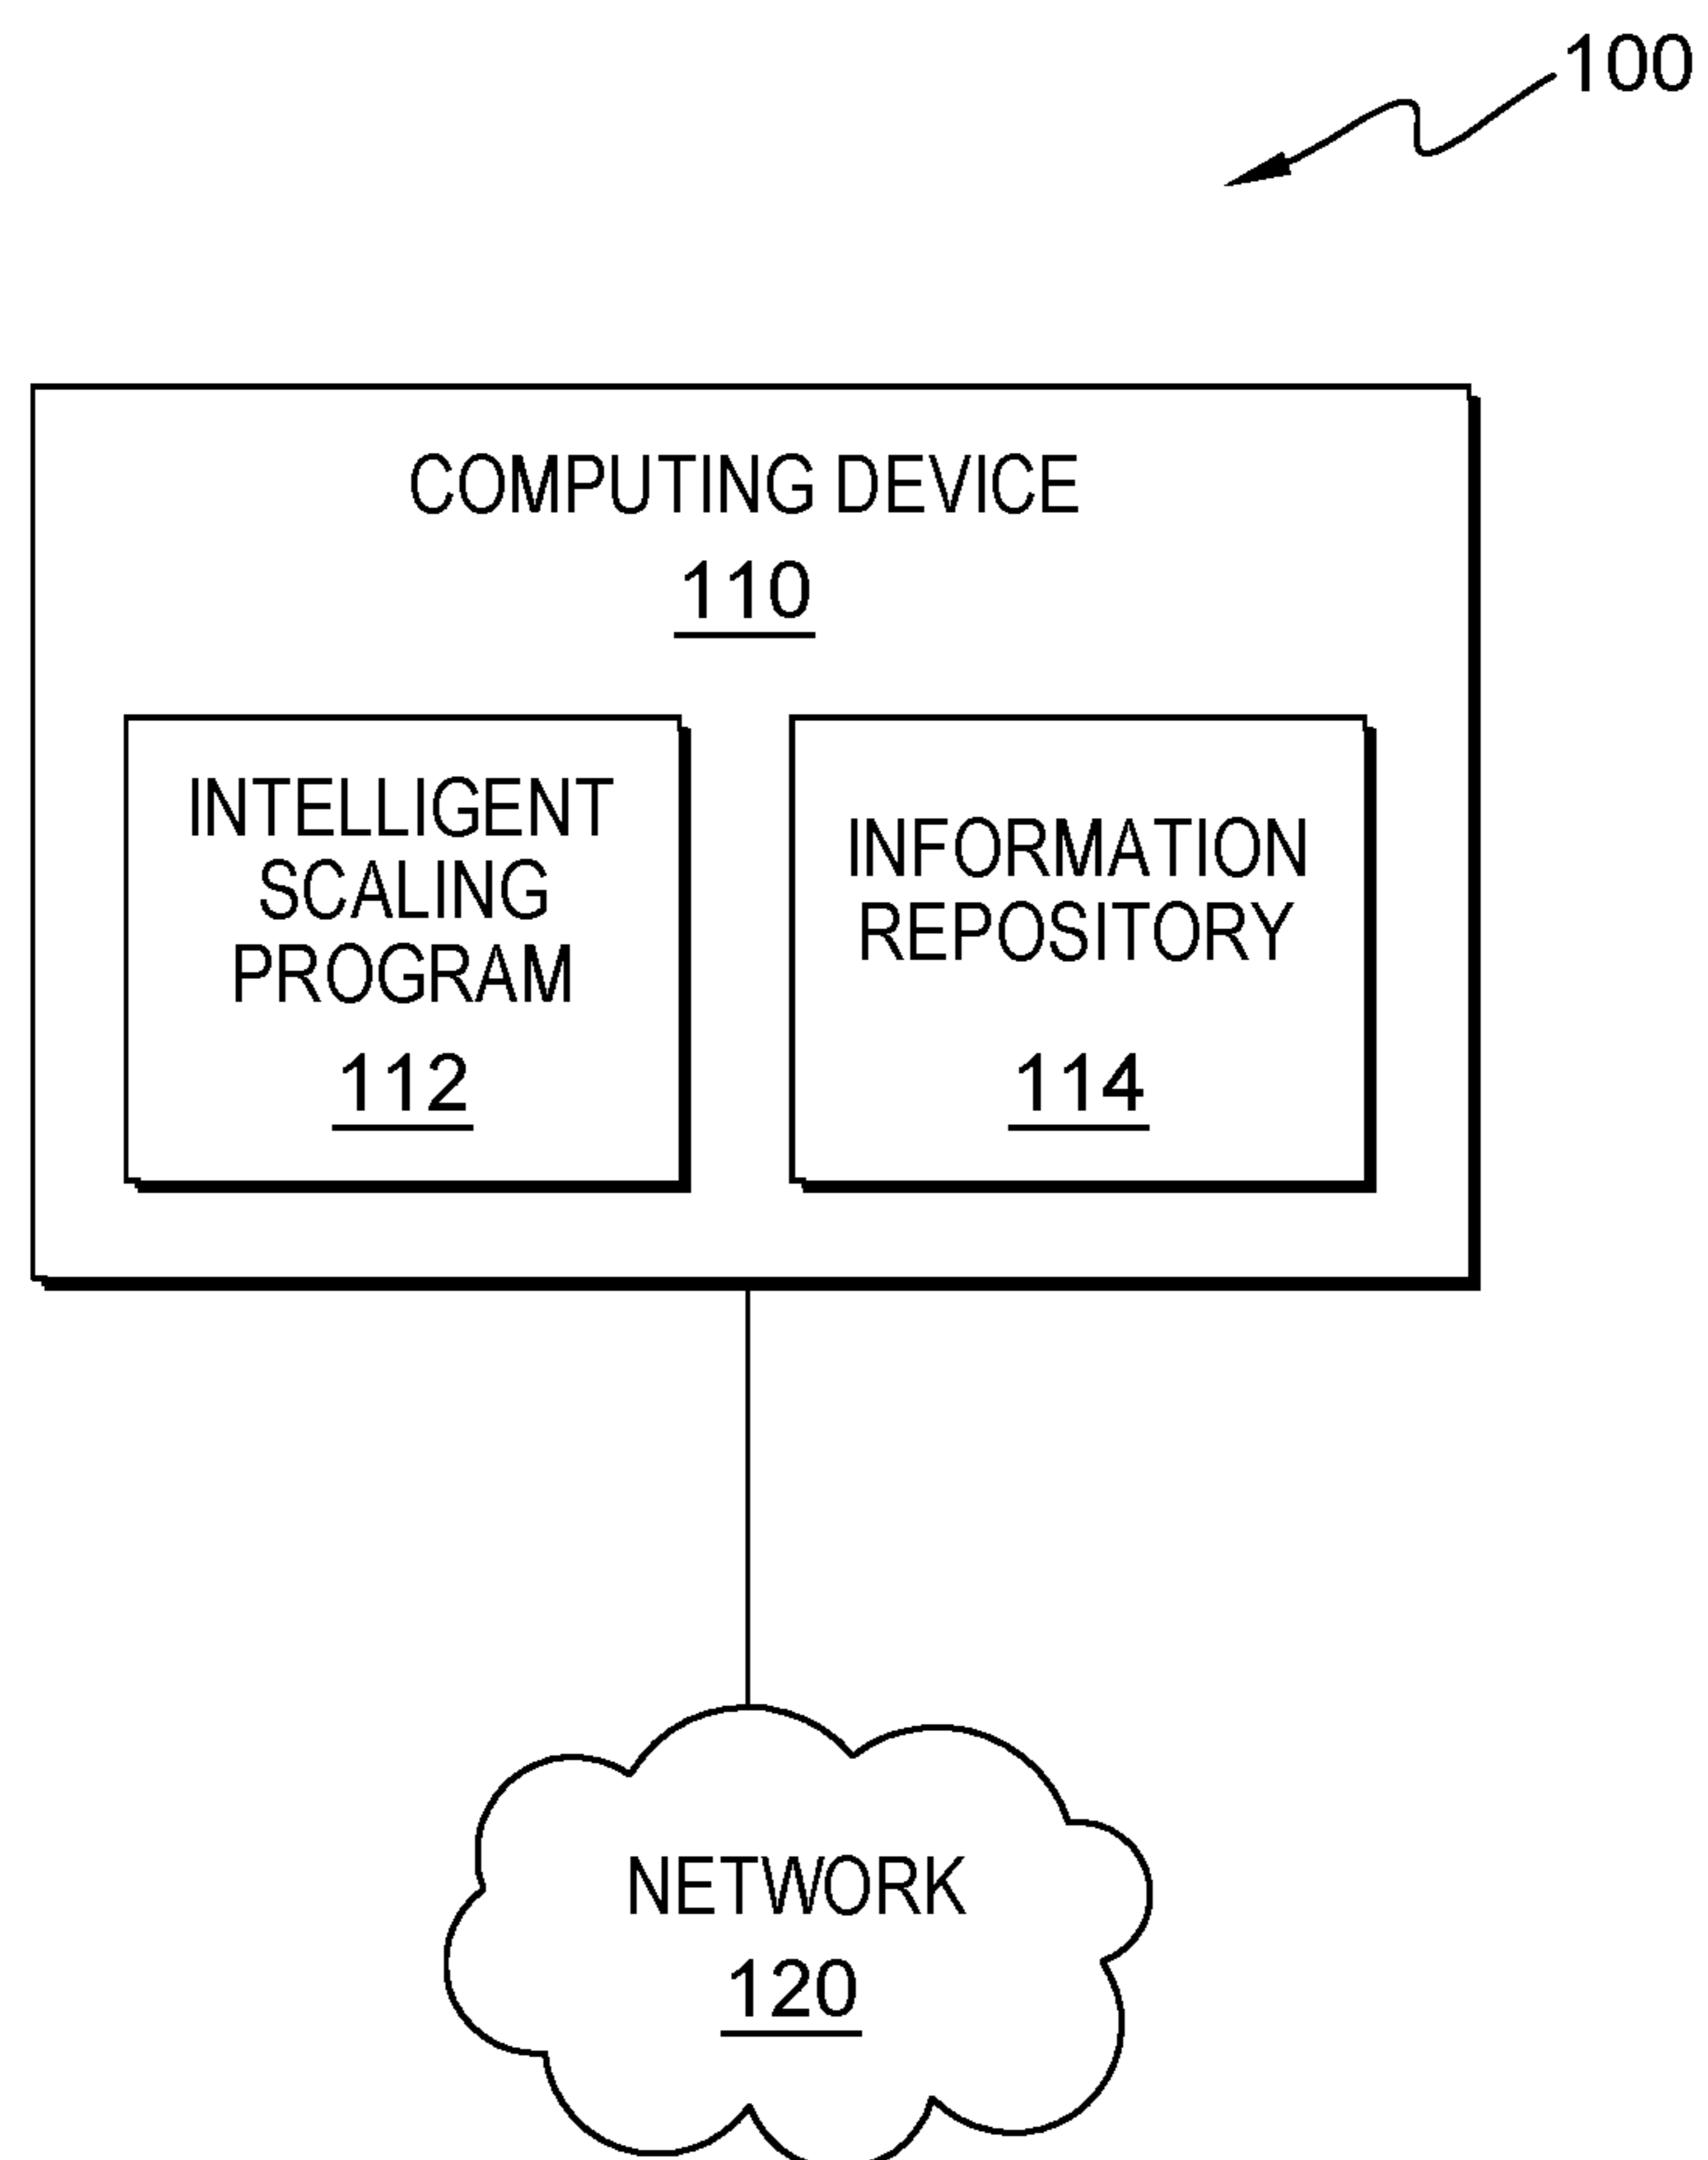 100
COMPUTING DEVICE
110
INTELLIGENT
SCALING
PROGRAM
112
INFORMATION
REPOSITORY
114
NETWORK
120